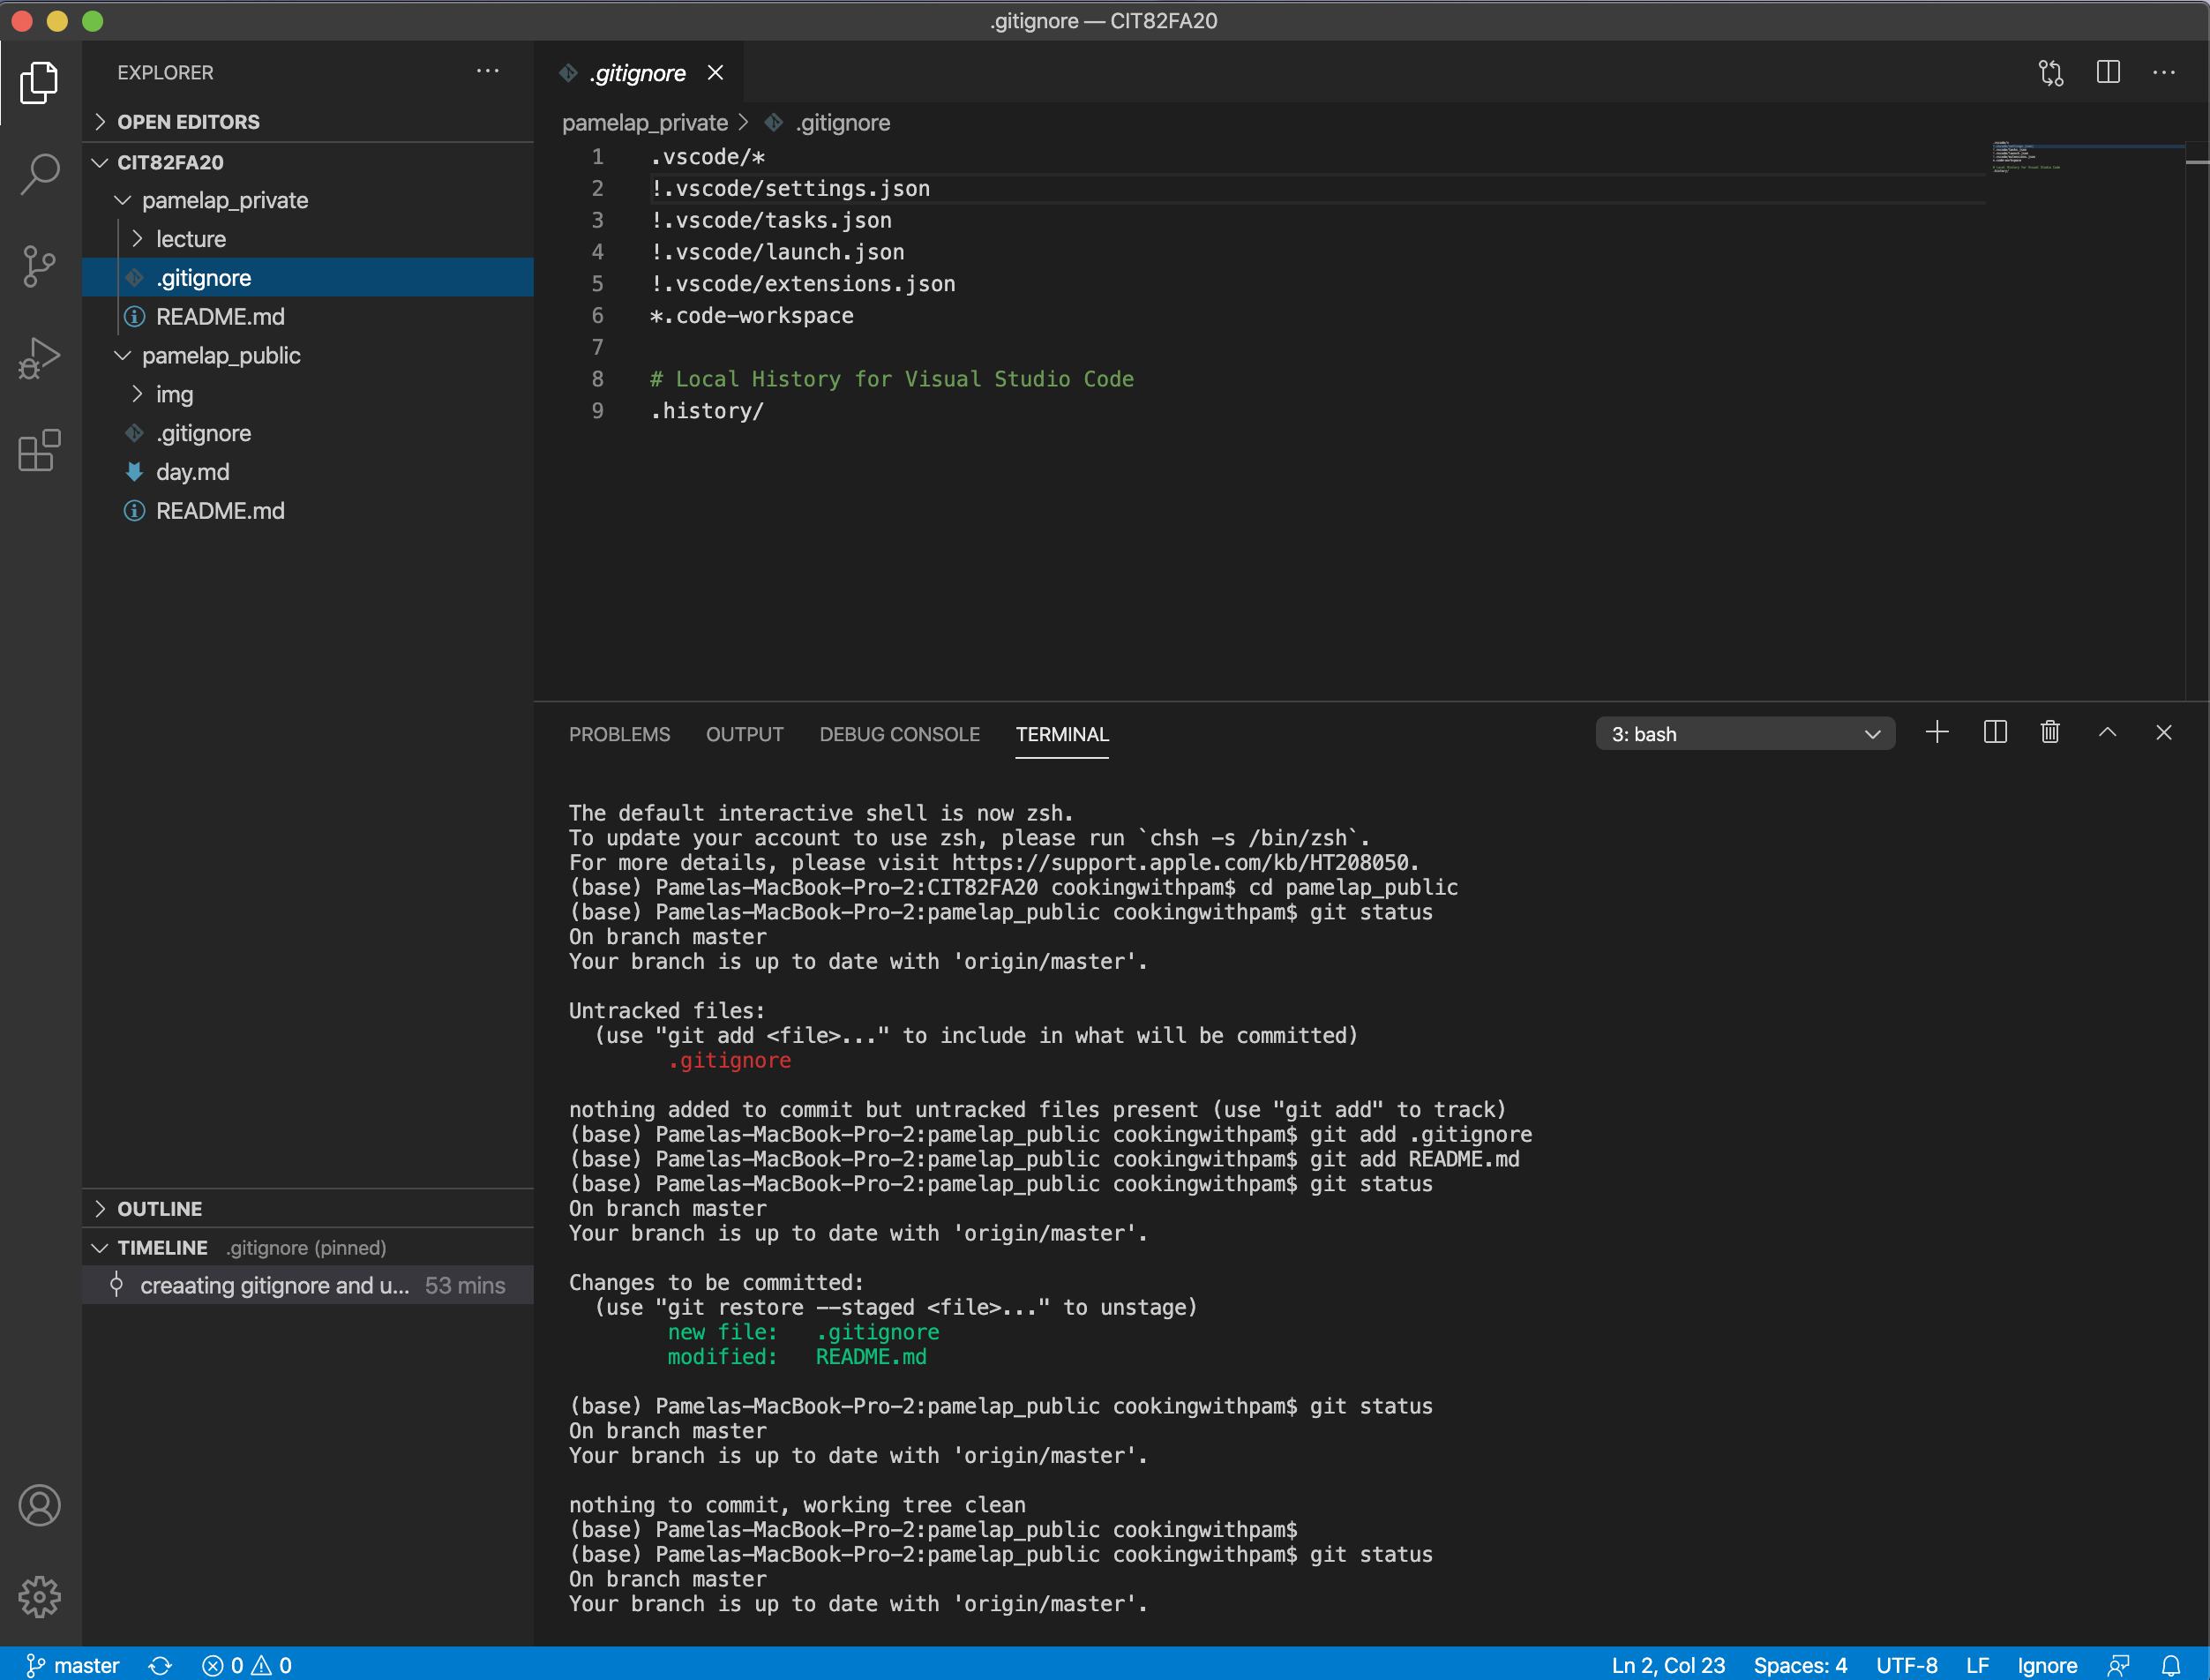 .gitignore — CIT82FA20
EXPLORER
OPEN EDITORS
CIT82FA20
pamelap_private
lecture
.gitignore
README.md
pamelap_public
img
.gitignore
day.md
README.md
OUTLINE
TIMELINE .gitignore (pinned)
creaating gitignore and u... 53 mins
.gitignore
pamelap_private > .gitignore
1 .vscode/*
2 !.vscode/settings.json
3 !.vscode/tasks.json
4 !.vscode/launch.json
5 !.vscode/extensions.json
6 *.code-workspace
7
8 # Local History for Visual Studio Code
9 .history/
PROBLEMS OUTPUT DEBUG CONSOLE TERMINAL 3: bash
The default interactive shell is now zsh.
To update your account to use zsh, please run `chsh -s /bin/zsh`.
For more details, please visit https://support.apple.com/kb/HT208050.
(base) Pamelas-MacBook-Pro-2:CIT82FA20 cookingwithpam$ cd pamelap_public
(base) Pamelas-MacBook-Pro-2:pamelap_public cookingwithpam$ git status
On branch master
Your branch is up to date with 'origin/master'.
Untracked files:
(use "git add <file>..." to include in what will be committed)
.gitignore
nothing added to commit but untracked files present (use "git add" to track)
(base) Pamelas-MacBook-Pro-2:pamelap_public cookingwithpam$ git add .gitignore
(base) Pamelas-MacBook-Pro-2:pamelap_public cookingwithpam$ git add README.md
(base) Pamelas-MacBook-Pro-2:pamelap_public cookingwithpam$ git status
On branch master
Your branch is up to date with 'origin/master'.
Changes to be committed:
(use "git restore --staged <file>..." to unstage)
new file: .gitignore
modified: README.md
(base) Pamelas-MacBook-Pro-2:pamelap_public cookingwithpam$ git status
On branch master
Your branch is up to date with 'origin/master'.
nothing to commit, working tree clean
(base) Pamelas-MacBook-Pro-2:pamelap_public cookingwithpam$
(base) Pamelas-MacBook-Pro-2:pamelap_public cookingwithpam$ git status
On branch master
Your branch is up to date with 'origin/master'.
master 0 0 Ln 2, Col 23 Spaces: 4 UTF-8 LF Ignore